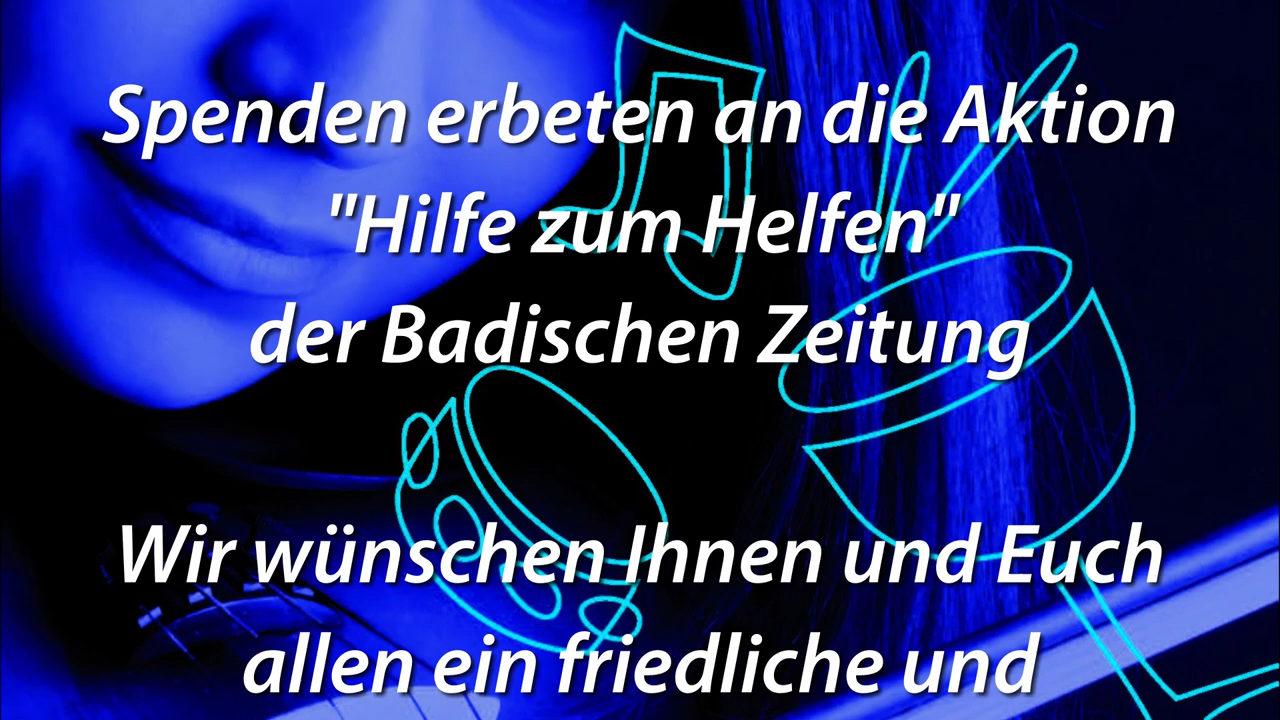 Spenden erbeten an die Aktion
"Hilfe zum Helfen"
der Badischen Zeitung
Wir wünschen Ihnen und Euch
allen ein friedliche und